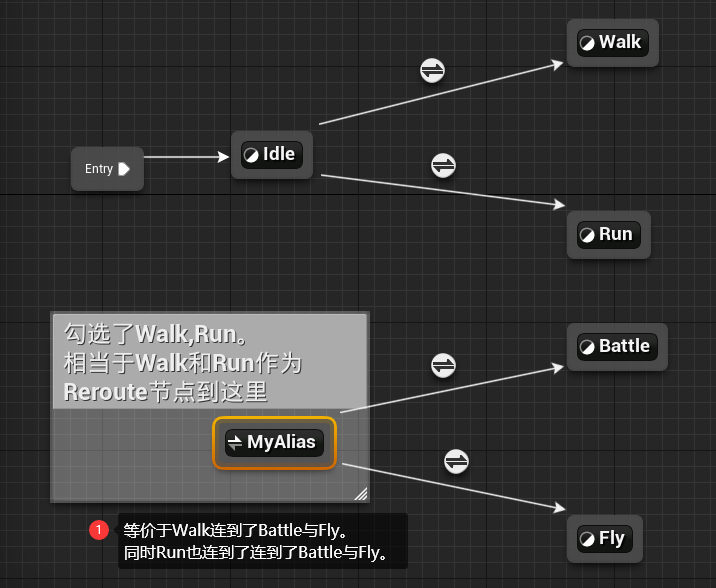 Walk
Idle
Entry
Run
勾选了Walk,Run。
相当于Walk和Run作为
Reroute节点到这里
Battle
MyAlias
1
等价于Walk连到了Battle与Fly。
同时Run也连到了连到了Battle与Fly。
Fly